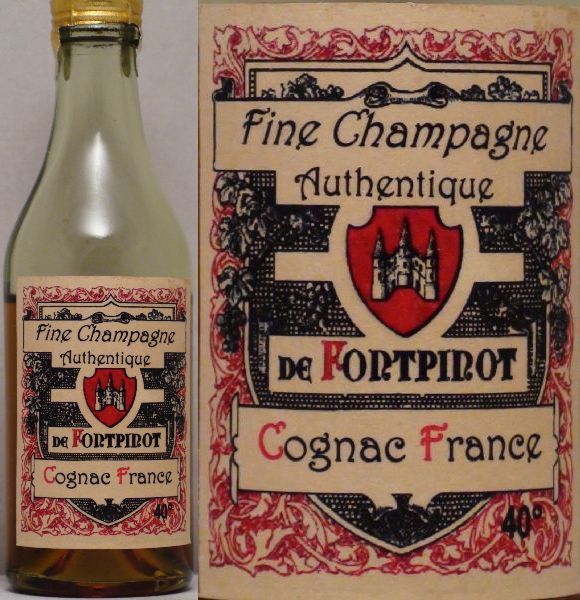 Fine Champagne
Authentique
DE FONTPINOT
Cognac France
40°
Fine Champagne
Authentique
DE FONTPINOT
Cognac France
40°